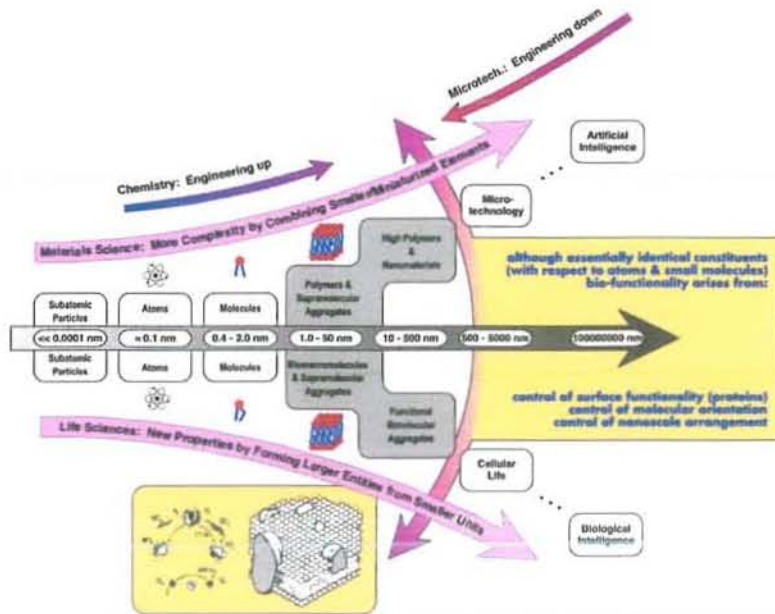 Microtech.: Engineering down
Artificial
Intelligence
Chemistry: Engineering up
Materials Science: More Complexity by Combining Smaller Miniaturized Elements
Micro-
technology
High Polymers
&
Nanomaterials
although essentially identical constituents
(with respect to atoms & small molecules)
bio-functionality arises from:
Polymers &
Supramolecular
Aggregates
Subatomic
Particles
Atoms
Molecules
<< 0.0001 nm
≈ 0.1 nm
0.4 - 2.0 nm
1.0 - 50 nm
10 - 500 nm
500 - 5000 nm
100000000 nm
Subatomic
Particles
Atoms
Molecules
Biomacromolecules
& Supramolecular
Aggregates
Functional
Biomolecular
Aggregates
control of surface functionality (proteins)
control of molecular orientation
control of nanoscale arrangement
Life Sciences: New Properties by Forming Larger Entities from Smaller Units
Cellular
Life
Biological
Intelligence